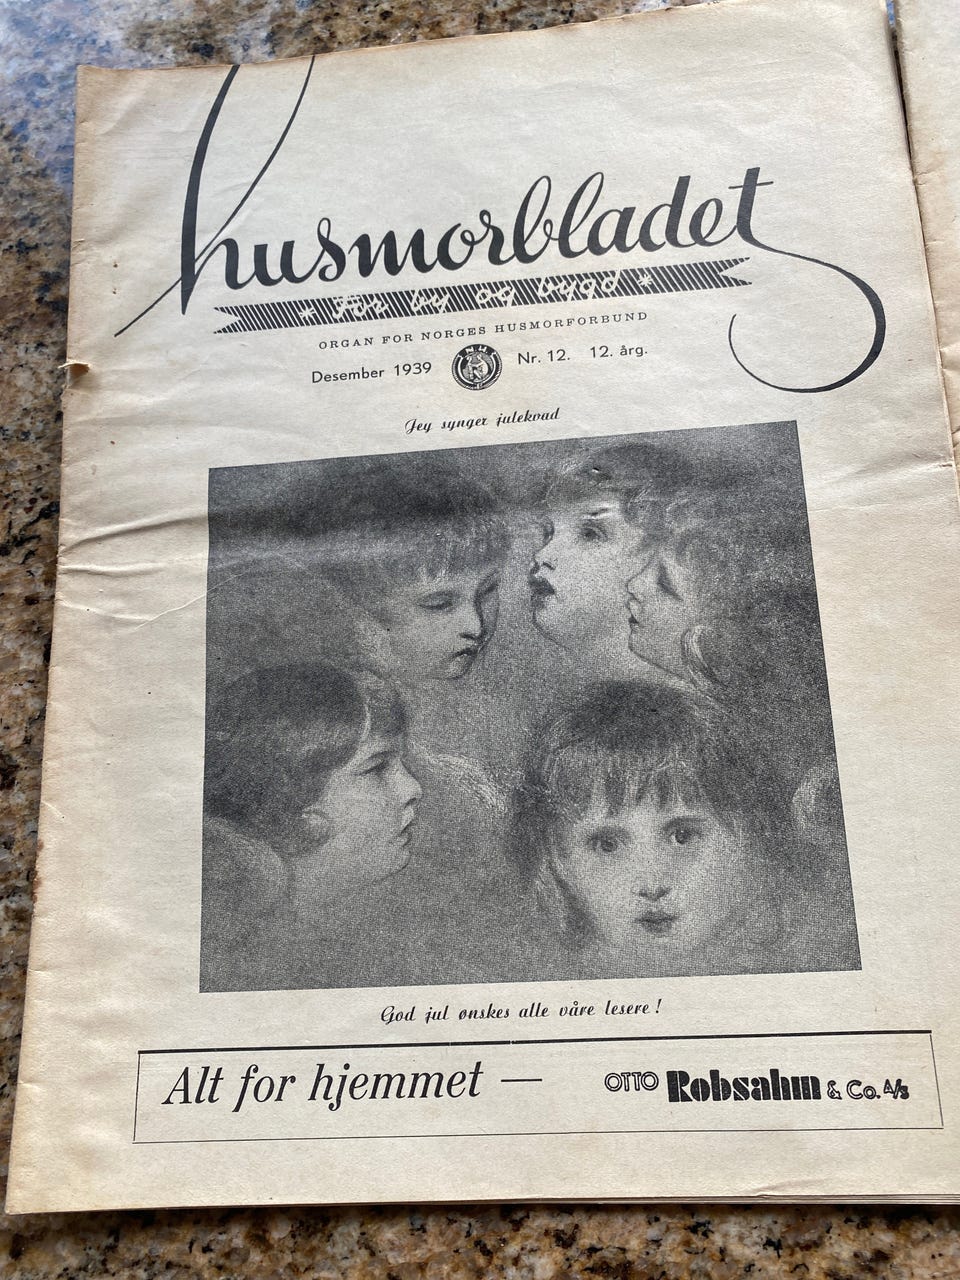 husmorbladet
* For by og bygd *
ORGAN FOR NORGES HUSMORFORBUND
Desember 1939 NHF Nr. 12. 12. årg.
Jeg synger julekvad
God jul ønskes alle våre lesere!
Alt for hjemmet — OTTO Robsahm & Co. A/s